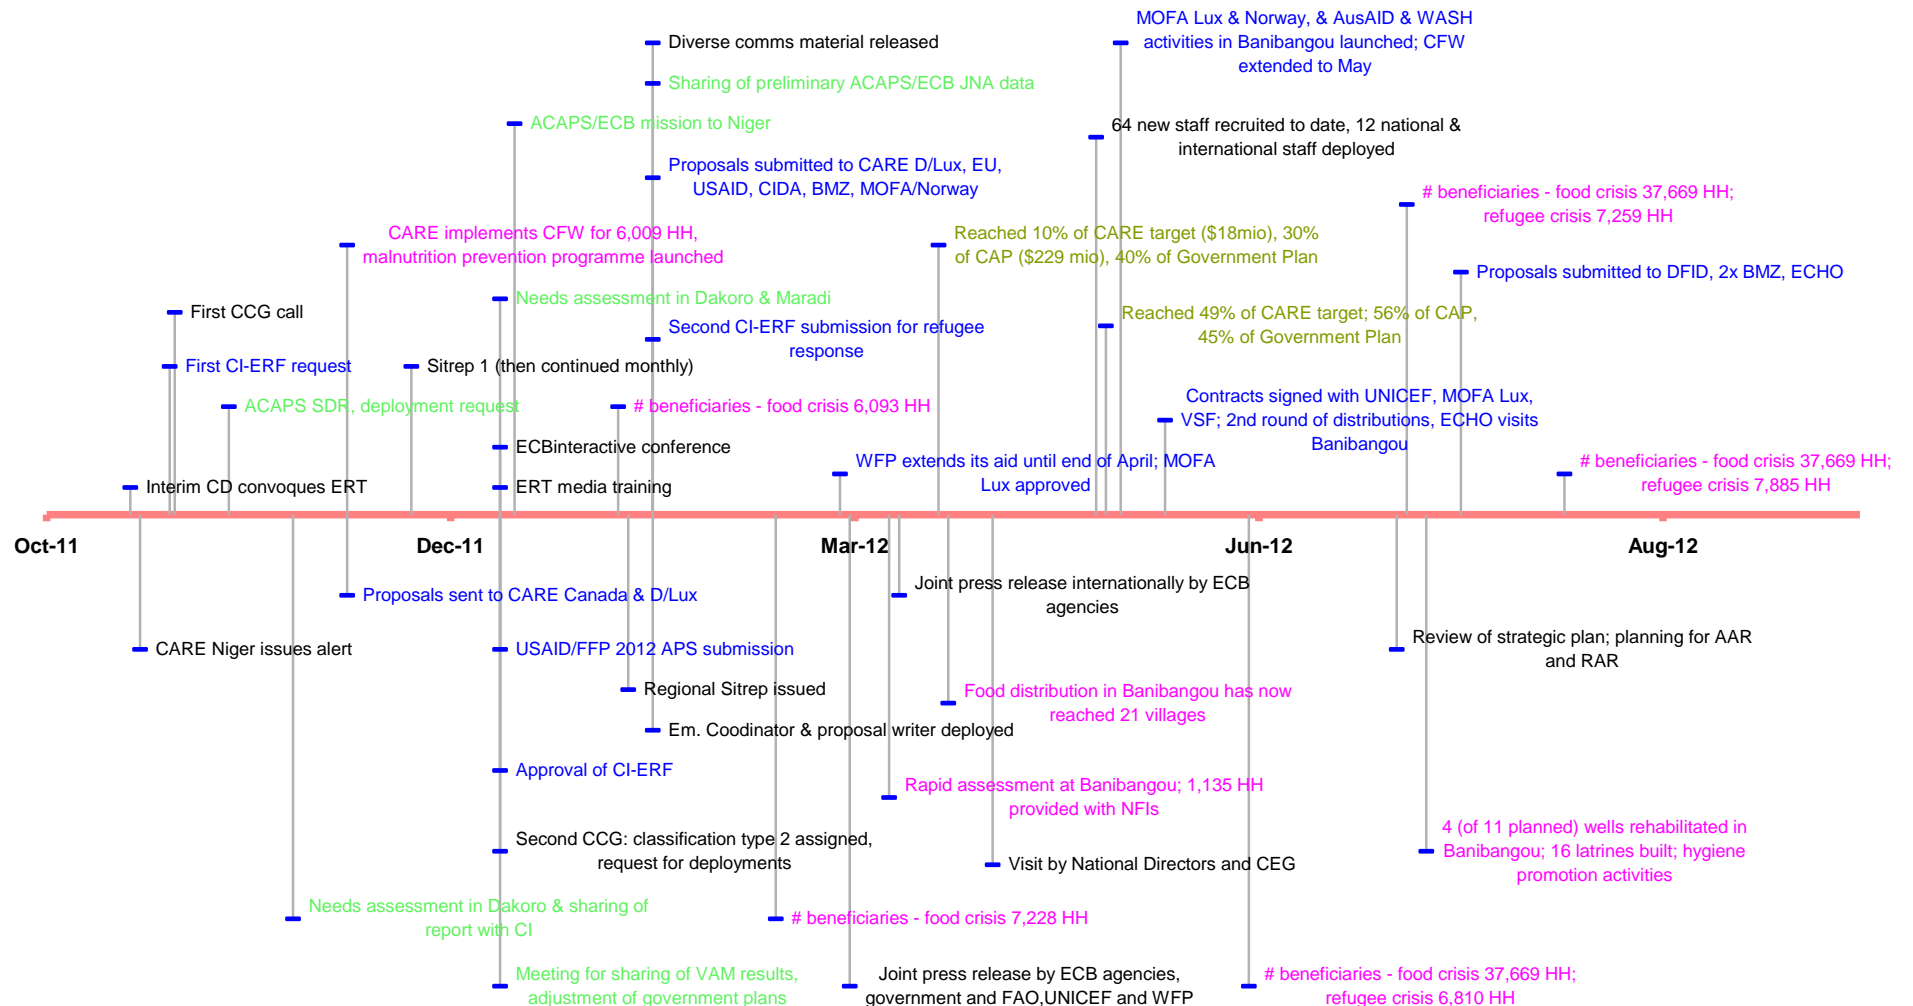 MOFA Lux & Norway, & AusAID & WASH
activities in Banibangou launched; CFW
extended to May
Diverse comms material released
Sharing of preliminary ACAPS/ECB JNA data
ACAPS/ECB mission to Niger
64 new staff recruited to date, 12 national &
international staff deployed
Proposals submitted to CARE D/Lux, EU,
USAID, CIDA, BMZ, MOFA/Norway
# beneficiaries - food crisis 37,669 HH;
refugee crisis 7,259 HH
CARE implements CFW for 6,009 HH,
malnutrition prevention programme launched
Reached 10% of CARE target ($18mio), 30%
of CAP ($229 mio), 40% of Government Plan
Proposals submitted to DFID, 2x BMZ, ECHO
Needs assessment in Dakoro & Maradi
First CCG call
Second CI-ERF submission for refugee
response
Reached 49% of CARE target; 56% of CAP,
45% of Government Plan
First CI-ERF request
Sitrep 1 (then continued monthly)
ACAPS SDR, deployment request
# beneficiaries - food crisis 6,093 HH
Contracts signed with UNICEF, MOFA Lux,
VSF; 2nd round of distributions, ECHO visits
Banibangou
ECBinteractive conference
WFP extends its aid until end of April; MOFA
Lux approved
# beneficiaries - food crisis 37,669 HH;
refugee crisis 7,885 HH
Interim CD convoques ERT
ERT media training
Oct-11
Dec-11
Mar-12
Jun-12
Aug-12
Joint press release internationally by ECB
agencies
Proposals sent to CARE Canada & D/Lux
CARE Niger issues alert
USAID/FFP 2012 APS submission
Review of strategic plan; planning for AAR
and RAR
Regional Sitrep issued
Food distribution in Banibangou has now
reached 21 villages
Em. Coodinator & proposal writer deployed
Approval of CI-ERF
Rapid assessment at Banibangou; 1,135 HH
provided with NFIs
Second CCG: classification type 2 assigned,
request for deployments
4 (of 11 planned) wells rehabilitated in
Banibangou; 16 latrines built; hygiene
promotion activities
Visit by National Directors and CEG
Needs assessment in Dakoro & sharing of
report with CI
# beneficiaries - food crisis 7,228 HH
Meeting for sharing of VAM results,
adjustment of government plans
Joint press release by ECB agencies,
government and FAO,UNICEF and WFP
# beneficiaries - food crisis 37,669 HH;
refugee crisis 6,810 HH